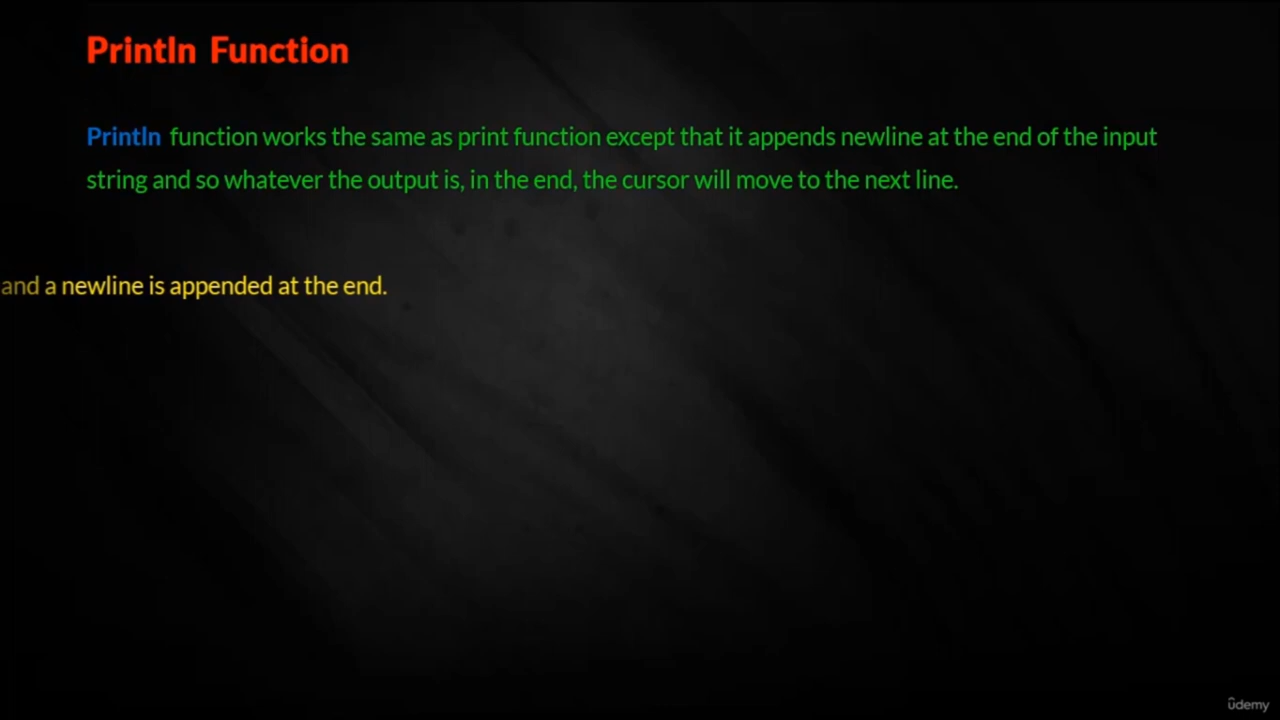 Println Function
Println function works the same as print function except that it appends newline at the end of the input
string and so whatever the output is, in the end, the cursor will move to the next line.
and a newline is appended at the end.
ûdemy